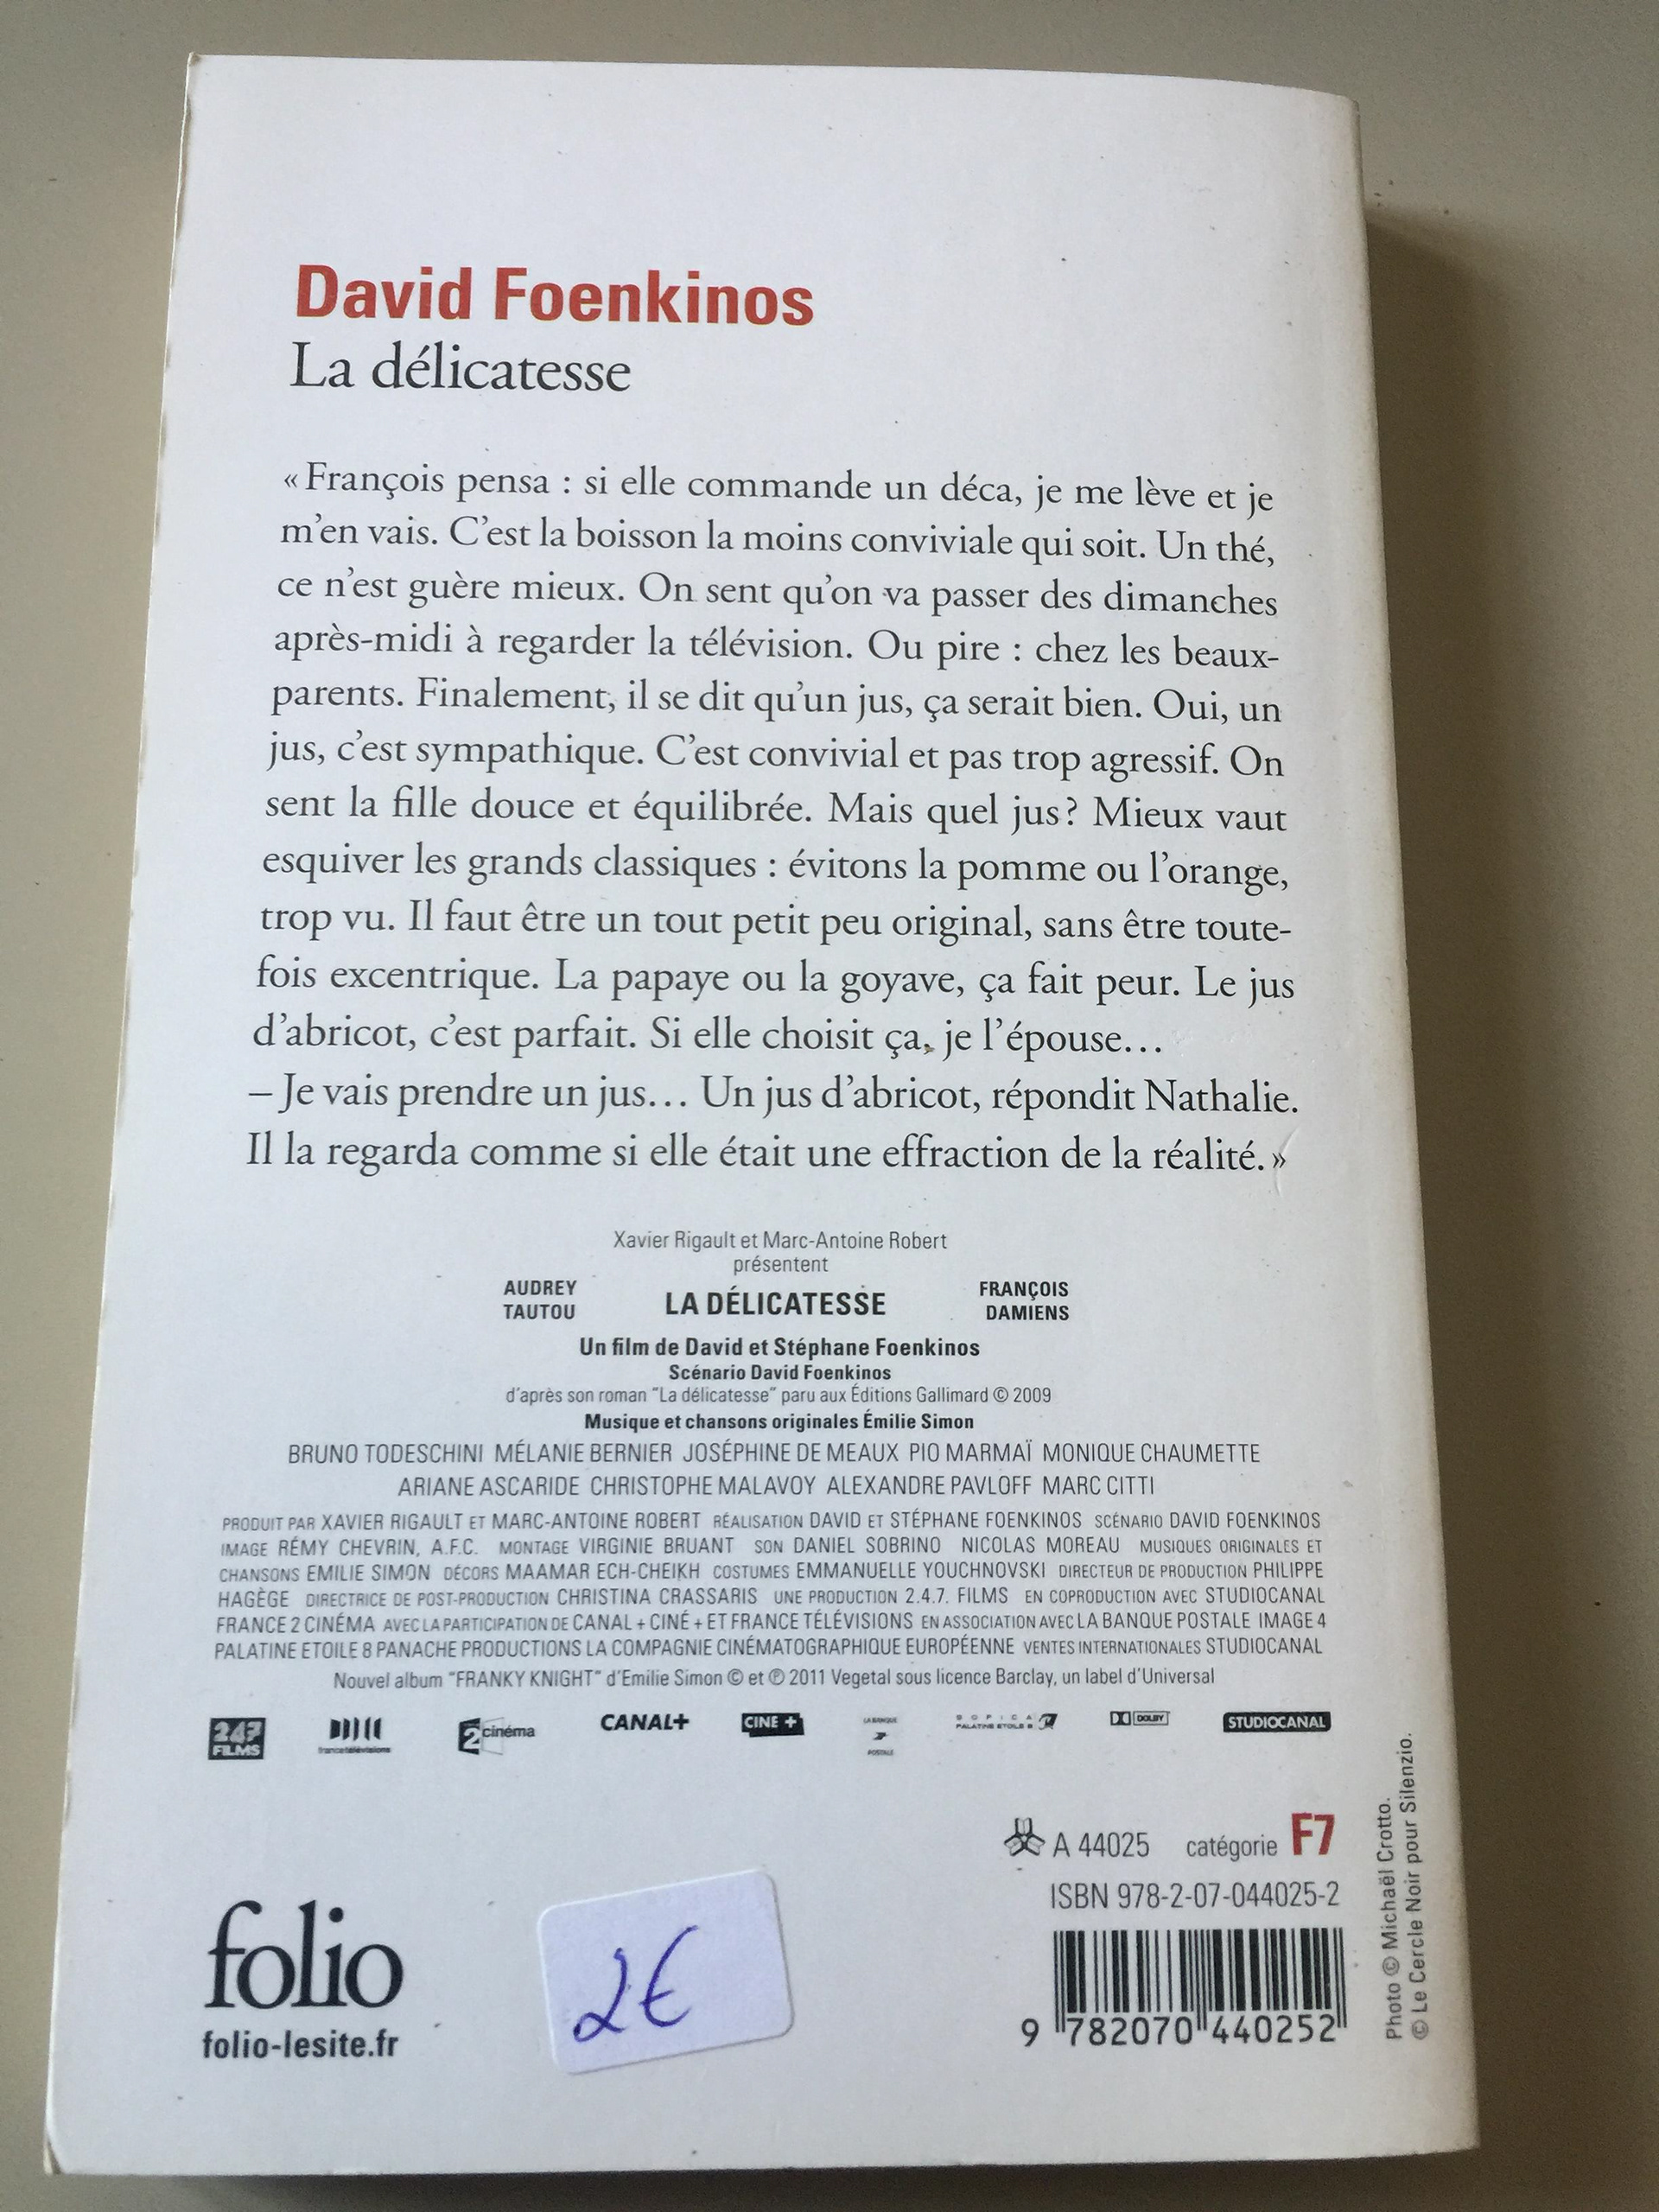 David Foenkinos
La délicatesse
« François pensa : si elle commande un déca, je me lève et je
m'en vais. C'est la boisson la moins conviviale qui soit. Un thé,
ce n'est guère mieux. On sent qu'on va passer des dimanches
après-midi à regarder la télévision. Ou pire : chez les beaux-
parents. Finalement, il se dit qu'un jus, ça serait bien. Oui, un
jus, c'est sympathique. C'est convivial et pas trop agressif. On
sent la fille douce et équilibrée. Mais quel jus ? Mieux vaut
esquiver les grands classiques : évitons la pomme ou l'orange,
trop vu. Il faut être un tout petit peu original, sans être toute-
fois excentrique. La papaye ou la goyave, ça fait peur. Le jus
d'abricot, c'est parfait. Si elle choisit ça, je l'épouse...
– Je vais prendre un jus... Un jus d'abricot, répondit Nathalie.
Il la regarda comme si elle était une effraction de la réalité. »
Xavier Rigault et Marc-Antoine Robert
présentent
AUDREY TAUTOU
LA DÉLICATESSE
FRANÇOIS DAMIENS
Un film de David et Stéphane Foenkinos
Scénario David Foenkinos
d'après son roman "La délicatesse" paru aux Éditions Gallimard © 2009
Musique et chansons originales Émilie Simon
BRUNO TODESCHINI MÉLANIE BERNIER JOSÉPHINE DE MEAUX PIO MARMAÏ MONIQUE CHAUMETTE
ARIANE ASCARIDE CHRISTOPHE MALAVOY ALEXANDRE PAVLOFF MARC CITTI
PRODUIT PAR XAVIER RIGAULT ET MARC-ANTOINE ROBERT RÉALISATION DAVID ET STÉPHANE FOENKINOS SCÉNARIO DAVID FOENKINOS
IMAGE RÉMY CHEVRIN, A.F.C. MONTAGE VIRGINIE BRUANT SON DANIEL SOBRINO NICOLAS MOREAU MUSIQUES ORIGINALES ET
CHANSONS EMILIE SIMON DÉCORS MAAMAR ECH-CHEIKH COSTUMES EMMANUELLE YOUCHNOVSKI DIRECTEUR DE PRODUCTION PHILIPPE
HAGÈGE DIRECTRICE DE POST-PRODUCTION CHRISTINA CRASSARIS UNE PRODUCTION 2.4.7. FILMS EN COPRODUCTION AVEC STUDIOCANAL
FRANCE 2 CINÉMA AVEC LA PARTICIPATION DE CANAL + CINÉ + ET FRANCE TÉLÉVISIONS EN ASSOCIATION AVEC LA BANQUE POSTALE IMAGE 4
PALATINE ETOILE 8 PANACHE PRODUCTIONS LA COMPAGNIE CINÉMATOGRAPHIQUE EUROPÉENNE VENTES INTERNATIONALES STUDIOCANAL
Nouvel album "FRANKY KNIGHT" d'Emilie Simon © et ℗ 2011 Vegetal sous licence Barclay, un label d'Universal
247 FILMS
francetélévisions
2 cinéma
CANAL+
CINE +
LA BANQUE POSTALE
SOFICA PALATINE ETOILE 8
DOLBY
STUDIOCANAL
A 44025 catégorie F7
ISBN 978-2-07-044025-2
9 782070 440252
folio
folio-lesite.fr
2€
Photo © Michaël Crotto.
© Le Cercle Noir pour Silenzio.